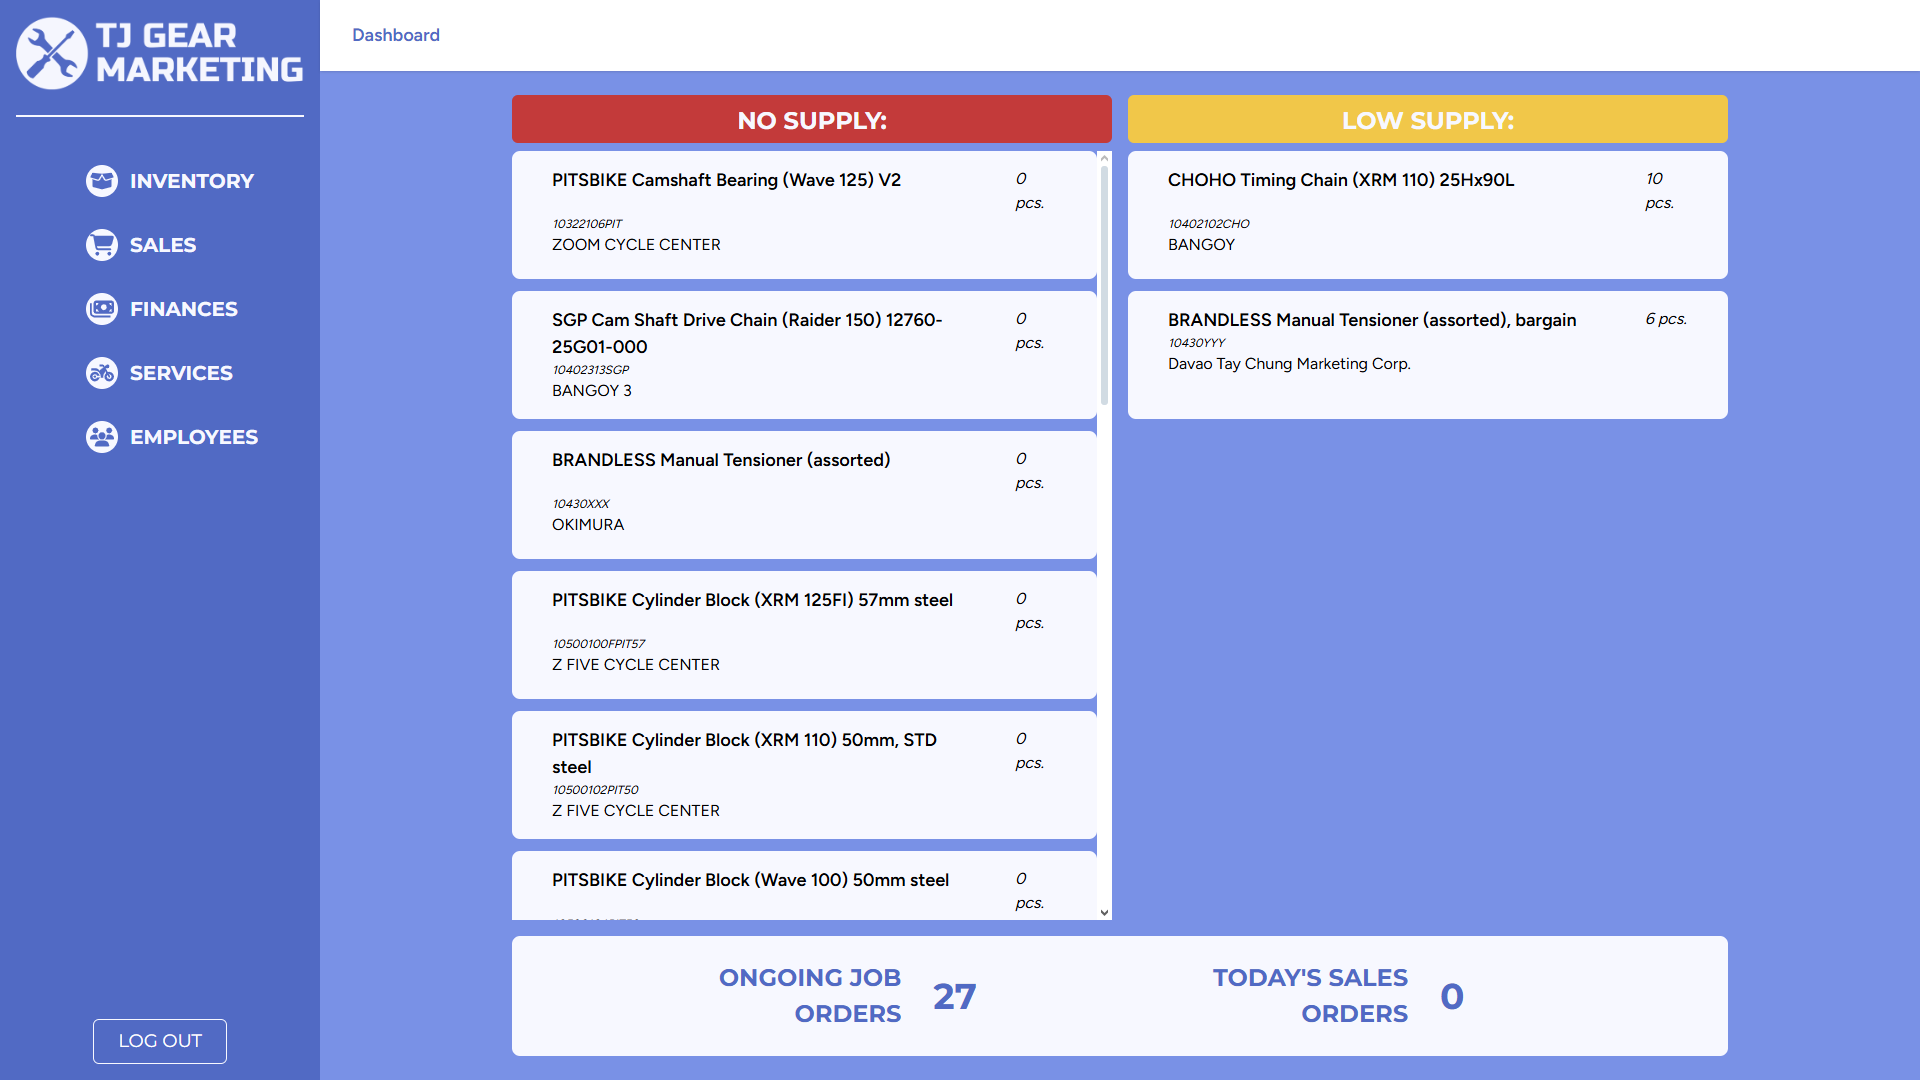 TJ GEAR
MARKETING
INVENTORY
SALES
FINANCES
SERVICES
EMPLOYEES
LOG OUT
Dashboard
NO SUPPLY:
PITSBIKE Camshaft Bearing (Wave 125) V2
0
pcs.
10322106PIT
ZOOM CYCLE CENTER
SGP Cam Shaft Drive Chain (Raider 150) 12760-
25G01-000
0
pcs.
10402313SGP
BANGOY 3
BRANDLESS Manual Tensioner (assorted)
0
pcs.
10430XXX
OKIMURA
PITSBIKE Cylinder Block (XRM 125FI) 57mm steel
0
pcs.
10500100FPIT57
Z FIVE CYCLE CENTER
PITSBIKE Cylinder Block (XRM 110) 50mm, STD
steel
0
pcs.
10500102PIT50
Z FIVE CYCLE CENTER
PITSBIKE Cylinder Block (Wave 100) 50mm steel
0
pcs.
LOW SUPPLY:
CHOHO Timing Chain (XRM 110) 25Hx90L
10
pcs.
10402102CHO
BANGOY
BRANDLESS Manual Tensioner (assorted), bargain
6 pcs.
10430YYY
Davao Tay Chung Marketing Corp.
ONGOING JOB
ORDERS
27
TODAY'S SALES
ORDERS
0